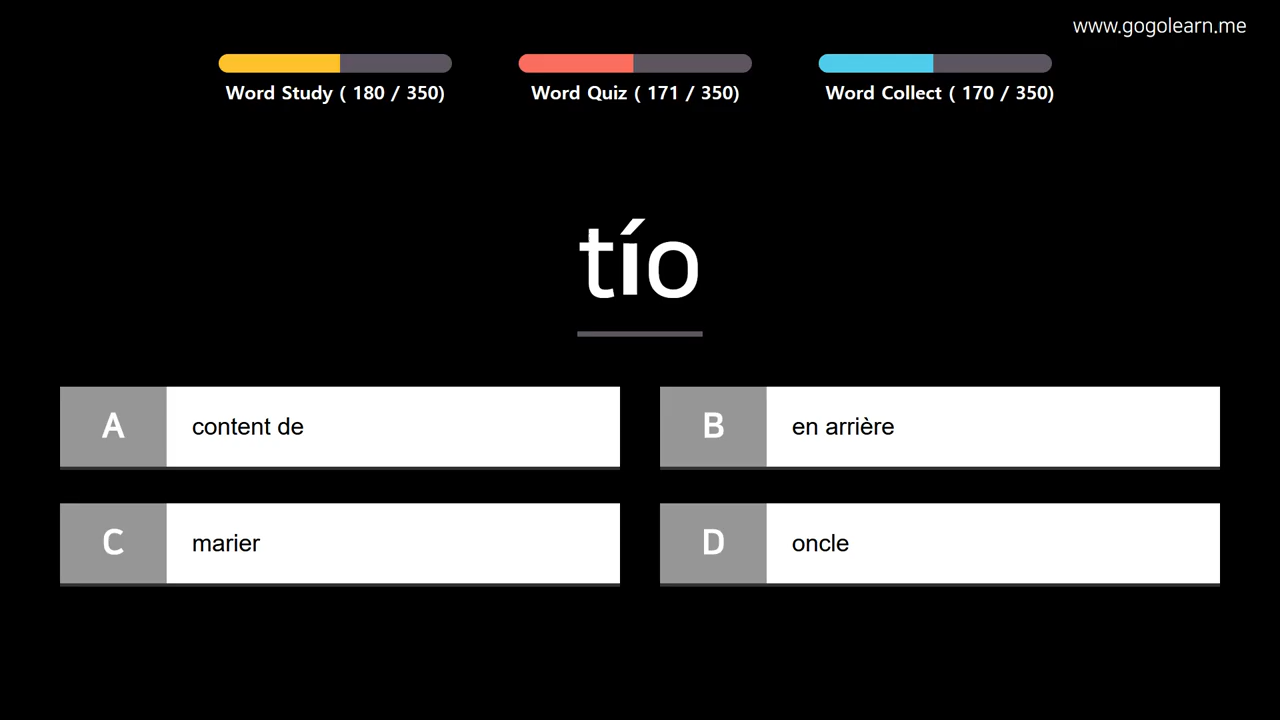 www.gogolearn.me
Word Study ( 180 / 350)
Word Quiz ( 171 / 350)
Word Collect ( 170 / 350)
tío
A content de
B en arrière
C marier
D oncle